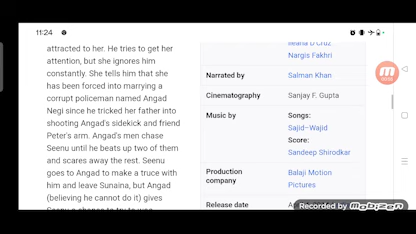 11:24
attracted to her. He tries to get her
attention, but she ignores him
constantly. She tells him that she
has been forced into marrying a
corrupt policeman named Angad
Negi since he tricked her father into
shooting Angad's sidekick and friend
Peter's arm. Angad's men chase
Seenu until he beats up two of them
and scares away the rest. Seenu
goes to Angad to make a truce with
him and leave Sunaina, but Angad
(believing he cannot do it) gives
Ileana D'Cruz
Nargis Fakhri
Narrated by Salman Khan
Cinematography Sanjay F. Gupta
Music by Songs:
Sajid–Wajid
Score:
Sandeep Shirodkar
Production Balaji Motion
company Pictures
Release date
Recorded by Mobizen